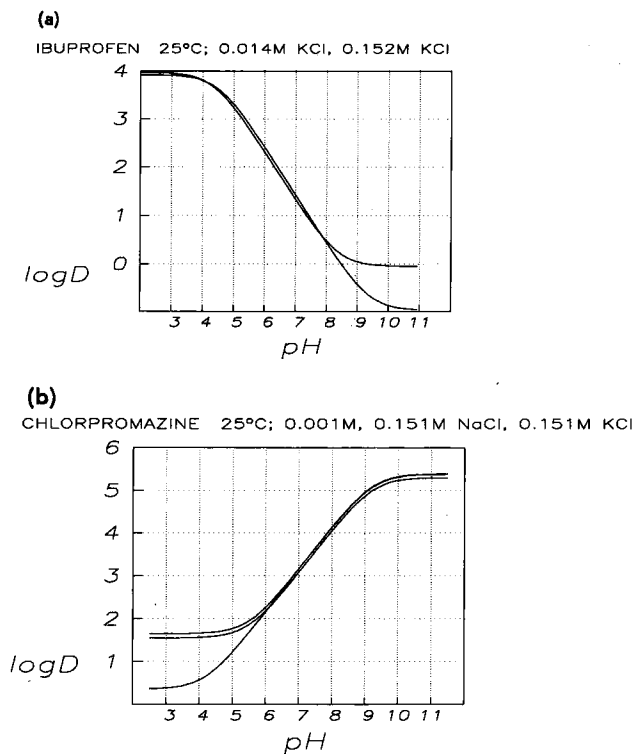 (a)
IBUPROFEN 25°C; 0.014M KCl, 0.152M KCl
4
3
2
1
0
logD
3 4 5 6 7 8 9 10 11
pH
(b)
CHLORPROMAZINE 25°C; 0.001M, 0.151M NaCl, 0.151M KCl
6
5
4
3
2
1
logD
3 4 5 6 7 8 9 10 11
pH